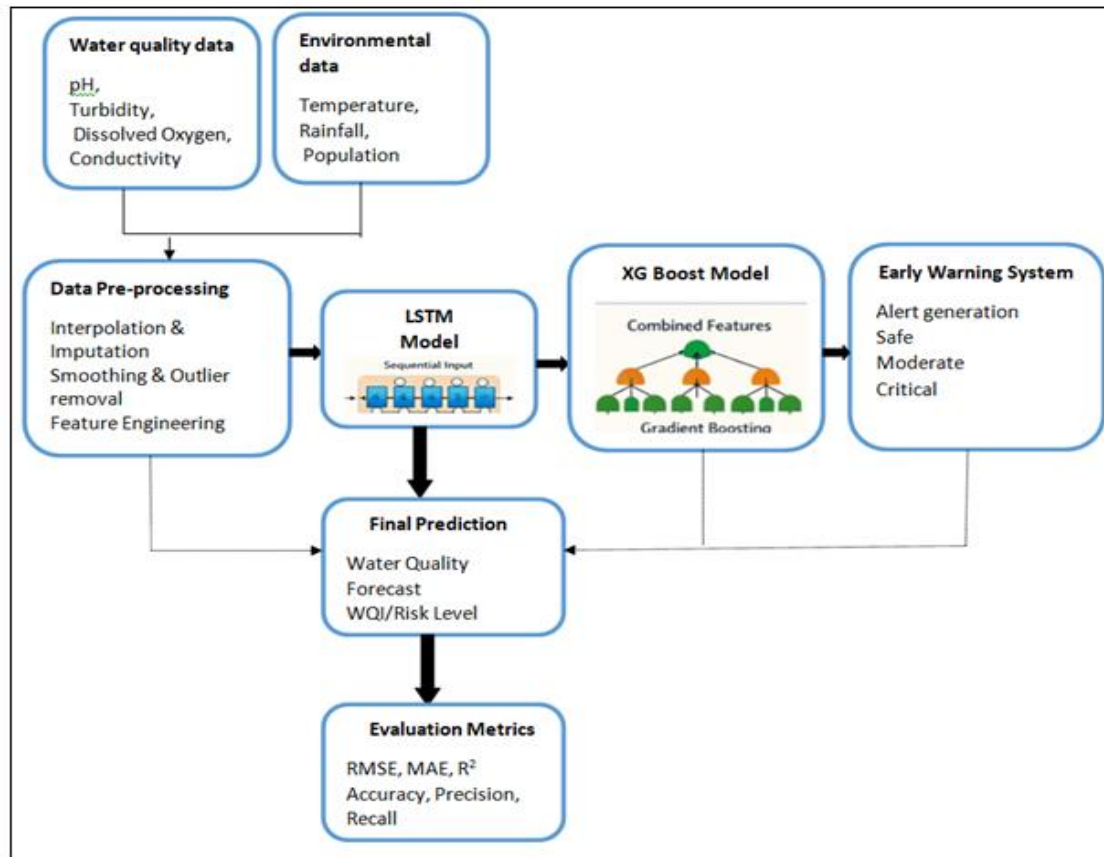 Water quality data
pH,
Turbidity,
Dissolved Oxygen,
Conductivity
Environmental
data
Temperature,
Rainfall,
Population
Data Pre-processing
Interpolation &
Imputation
Smoothing & Outlier
removal
Feature Engineering
LSTM
Model
Sequential Input
XG Boost Model
Combined Features
Gradient Boosting
Early Warning System
Alert generation
Safe
Moderate
Critical
Final Prediction
Water Quality
Forecast
WQI/Risk Level
Evaluation Metrics
RMSE, MAE, R²
Accuracy, Precision,
Recall